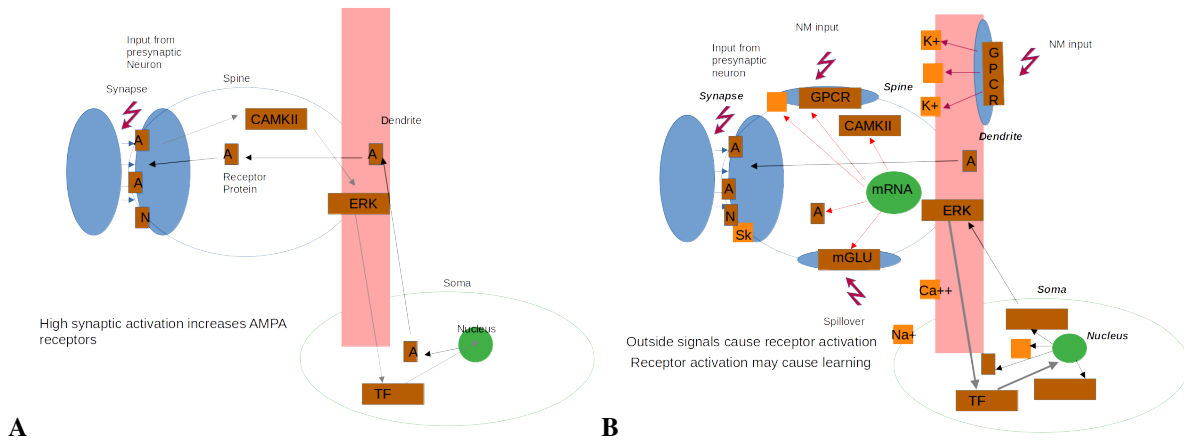 Input from
presynaptic
Neuron
Synapse
Spine
CAMKII
A
A
A
A
Dendrite
Receptor
Protein
N
ERK
Soma
High synaptic activation increases AMPA
receptors
Nucleus
A
TF
A
NM input
K+
G
P
C
R
NM input
Input from
presynaptic
neuron
Synapse
GPCR
Spine
K+
CAMKII
Dendrite
A
A
mRNA
A
N
A
ERK
Sk
mGLU
Ca++
Soma
Spillover
Na+
Nucleus
Outside signals cause receptor activation
Receptor activation may cause learning
TF
B